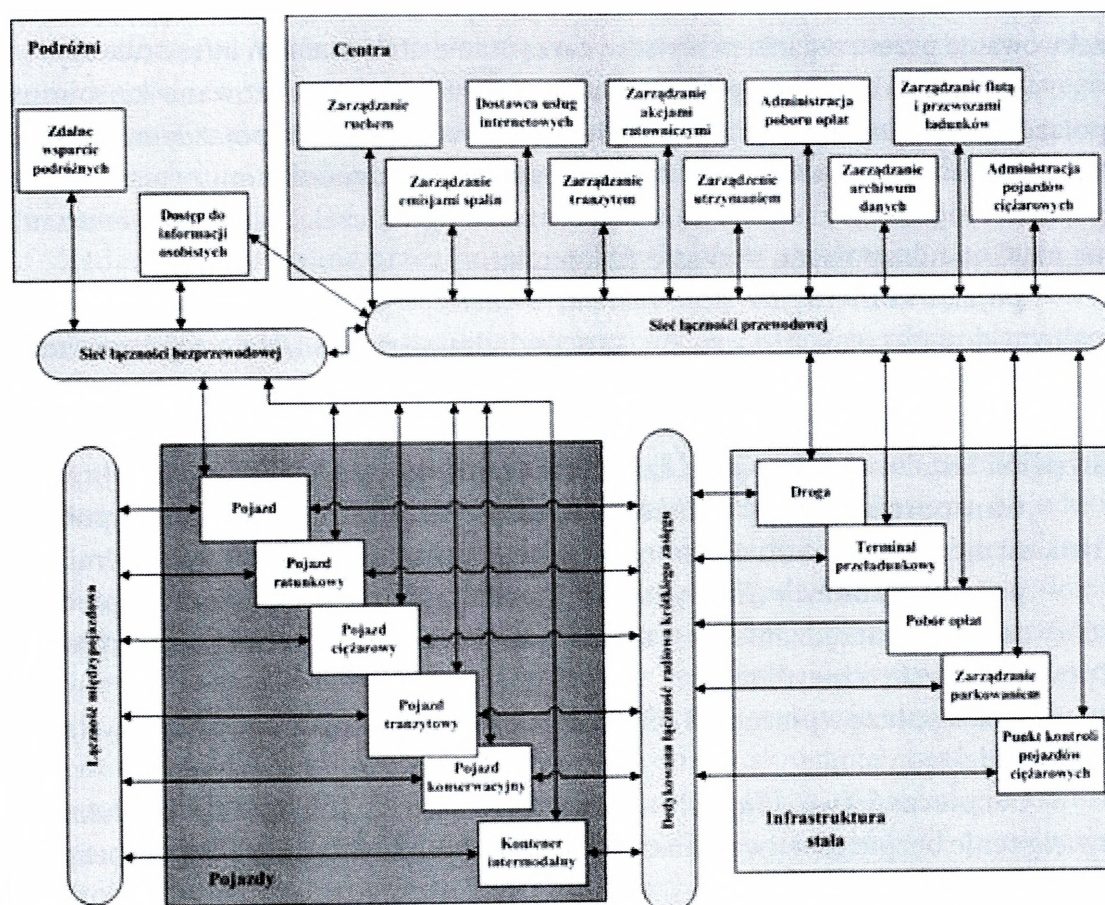 Podróżni
Zdalne
wsparcie
podróżnych
Dostęp do
informacji
osobistych
Centra
Zarządzanie
ruchem
Dostawca usług
internetowych
Zarządzanie
akcjami
ratowniczymi
Administracja
poboru opłat
Zarządzanie flotą
i przewozami
ładunków
Zarządzanie
emisjami spalin
Zarządzanie
tranzytem
Zarządzenie
utrzymaniem
Zarządzanie
archiwum
danych
Administracja
pojazdów
ciężarowych
Sieć łączności bezprzewodowej
Sieć łączności przewodowej
Łączność międzypojazdowa
Pojazd
Pojazd
ratunkowy
Pojazd
ciężarowy
Pojazd
tranzytowy
Pojazd
konserwacyjny
Kontener
intermodalny
Pojazdy
Dedykowana łączność radiowa krótkiego zasięgu
Droga
Terminal
przeładunkowy
Pobór opłat
Zarządzanie
parkowaniem
Punkt kontroli
pojazdów
ciężarowych
Infrastruktura
stała